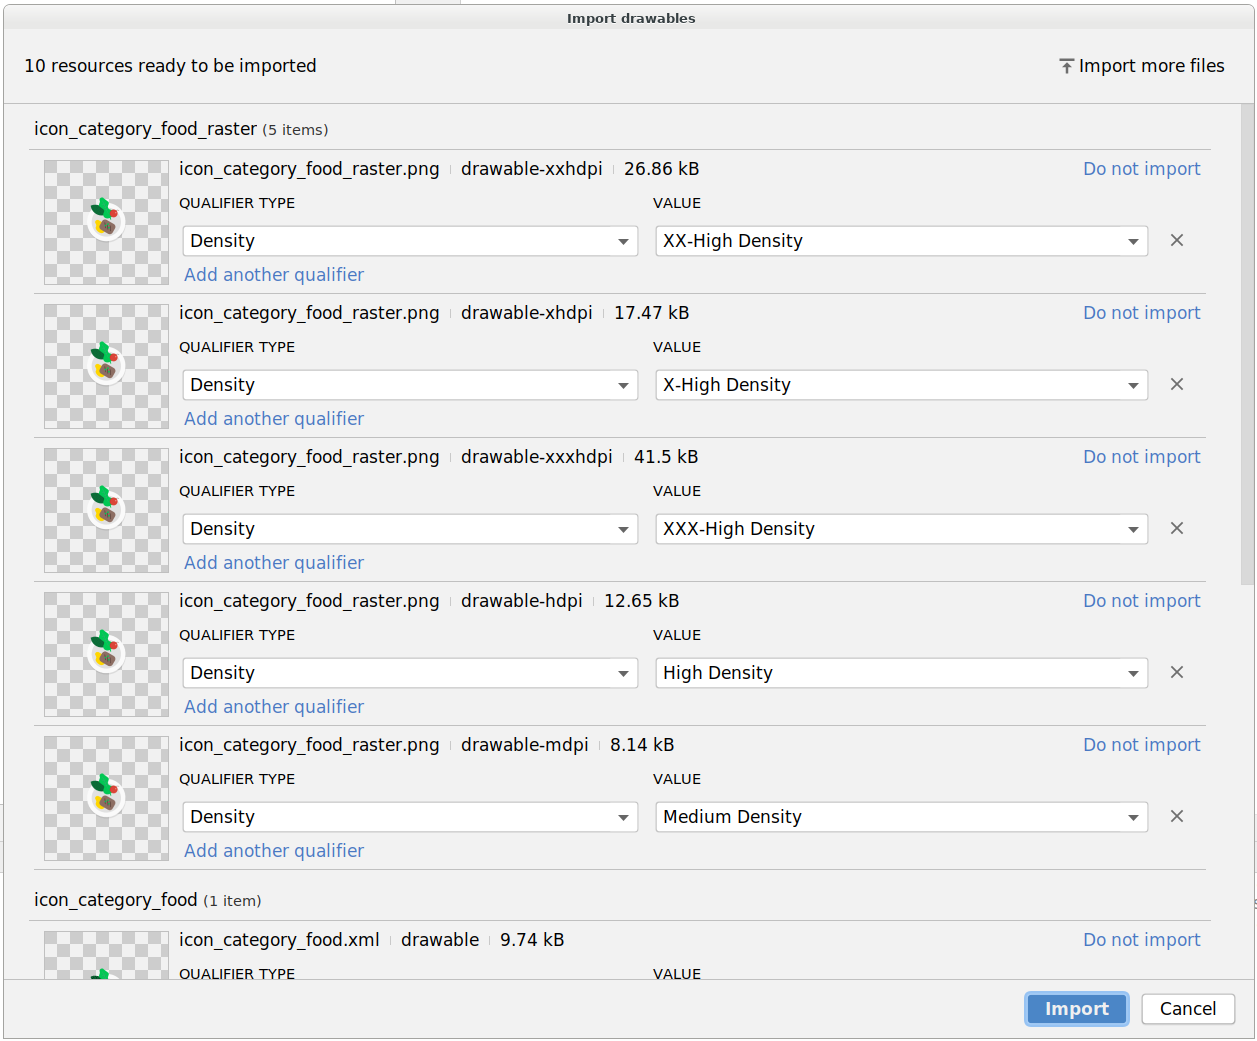 Import drawables
10 resources ready to be imported
Import more files
icon_category_food_raster (5 items)
icon_category_food_raster.png drawable-xxhdpi 26.86 kB Do not import
QUALIFIER TYPE VALUE
Density XX-High Density
Add another qualifier
icon_category_food_raster.png drawable-xhdpi 17.47 kB Do not import
QUALIFIER TYPE VALUE
Density X-High Density
Add another qualifier
icon_category_food_raster.png drawable-xxxhdpi 41.5 kB Do not import
QUALIFIER TYPE VALUE
Density XXX-High Density
Add another qualifier
icon_category_food_raster.png drawable-hdpi 12.65 kB Do not import
QUALIFIER TYPE VALUE
Density High Density
Add another qualifier
icon_category_food_raster.png drawable-mdpi 8.14 kB Do not import
QUALIFIER TYPE VALUE
Density Medium Density
Add another qualifier
icon_category_food (1 item)
icon_category_food.xml drawable 9.74 kB Do not import
QUALIFIER TYPE VALUE
Import Cancel